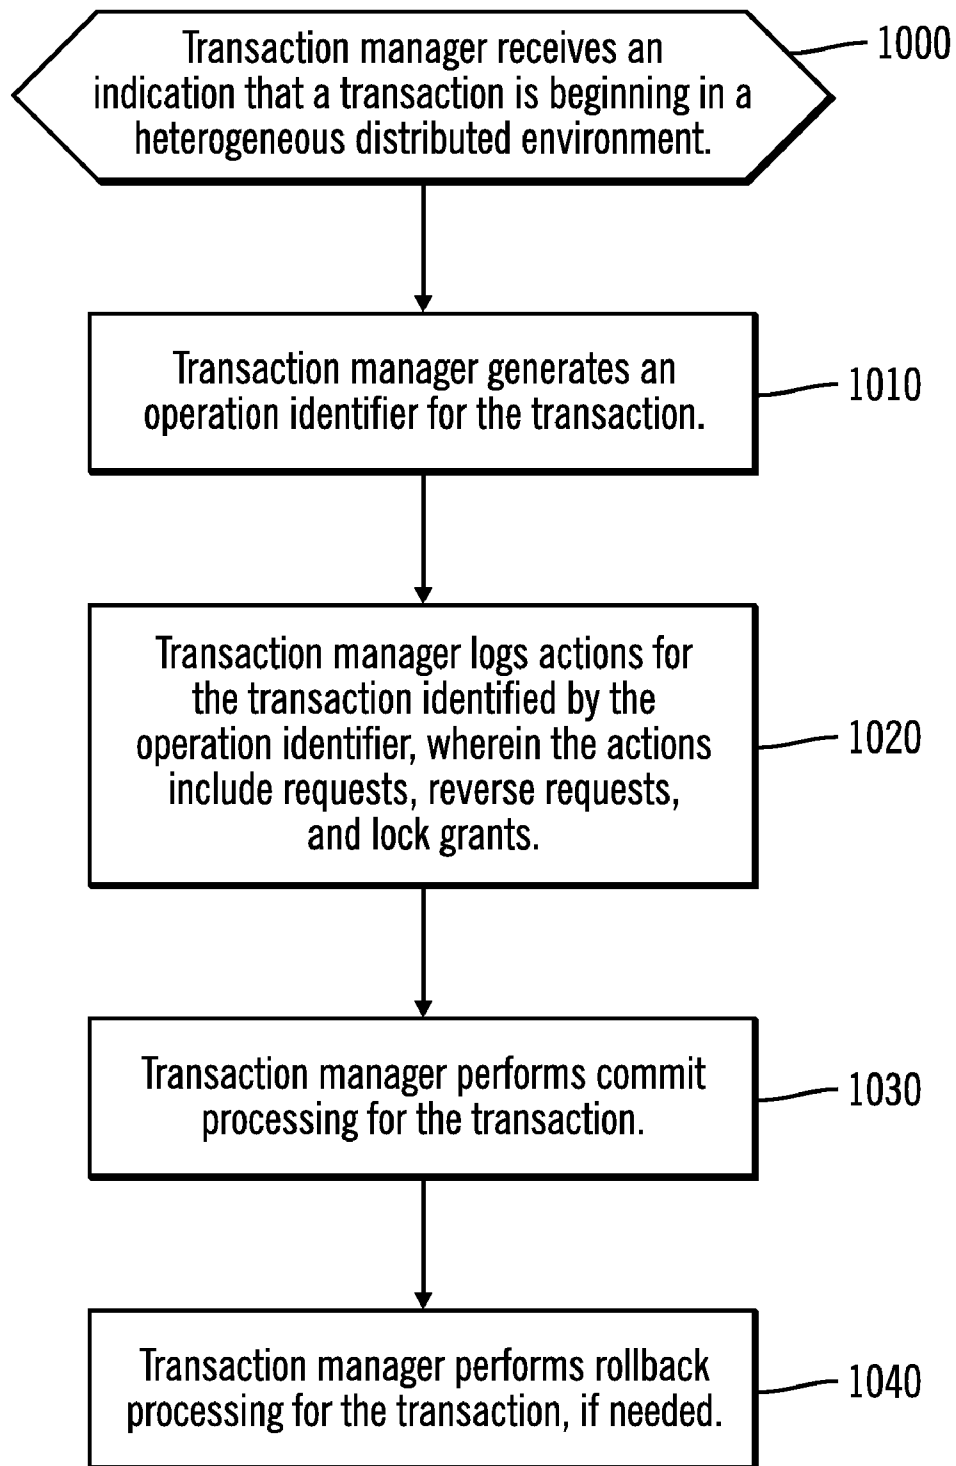 Transaction manager receives an
indication that a transaction is beginning in a
heterogeneous distributed environment.
1000
Transaction manager generates an
operation identifier for the transaction.
1010
Transaction manager logs actions for
the transaction identified by the
operation identifier, wherein the actions
include requests, reverse requests,
and lock grants.
1020
Transaction manager performs commit
processing for the transaction.
1030
Transaction manager performs rollback
processing for the transaction, if needed.
1040